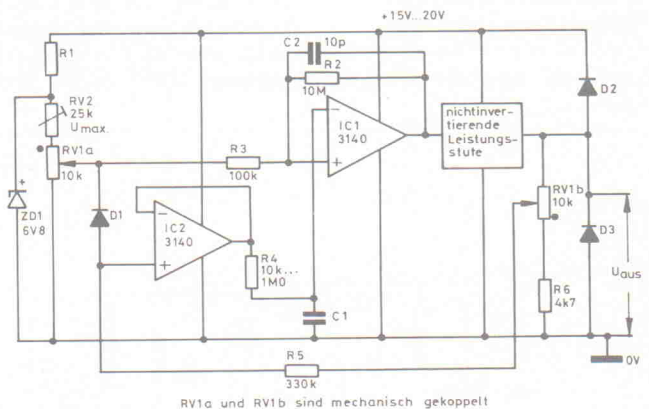 +15V...20V
R1
C2
10p
R2
10M
D2
RV2
25k
Umax.
IC1
3140
nichtinver-
tierende
Leistungs-
stufe
RV1a
10k
R3
100k
RV1b
10k
D1
ZD1
6V8
IC2
3140
R4
10k...
1M0
D3
Uaus
R6
4k7
C1
R5
330k
0V
RV1a und RV1b sind mechanisch gekoppelt